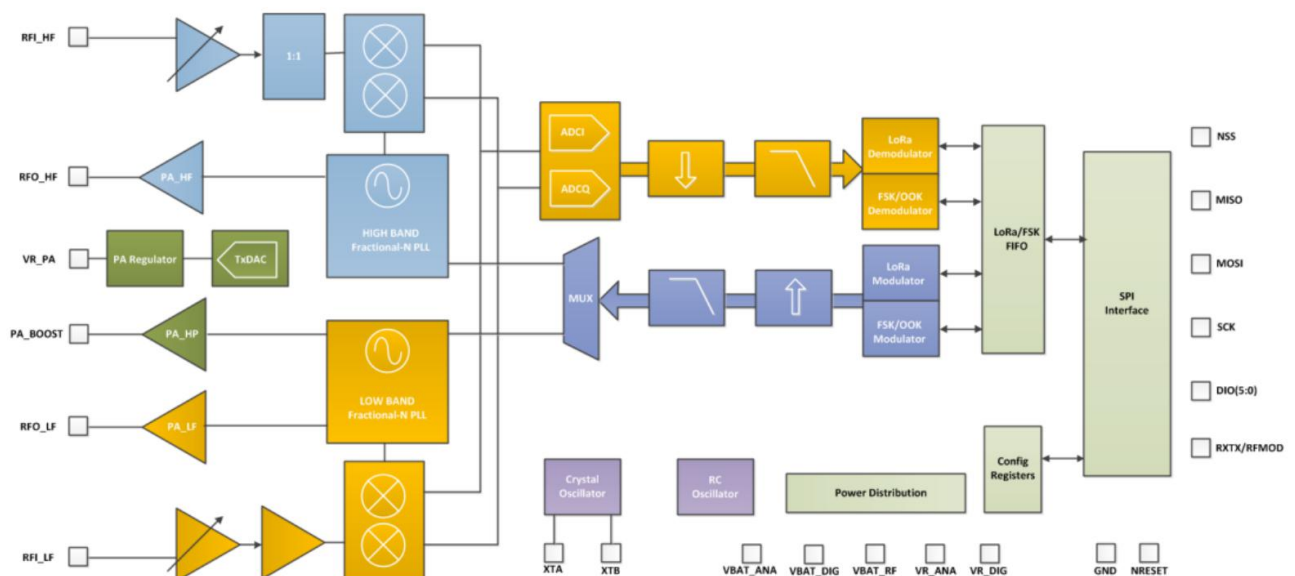 RFI_HF
1:1
RFO_HF
PA_HF
HIGH BAND
Fractional-N PLL
VR_PA
PA Regulator
TxDAC
PA_BOOST
PA_HP
LOW BAND
Fractional-N PLL
RFO_LF
PA_LF
RFI_LF
ADCI
ADCQ
MUX
LoRa
Demodulator
FSK/OOK
Demodulator
LoRa
Modulator
FSK/OOK
Modulator
LoRa/FSK
FIFO
SPI
Interface
Config
Registers
Crystal
Oscillator
RC
Oscillator
Power Distribution
NSS
MISO
MOSI
SCK
DIO(5:0)
RXTX/RFMOD
XTA
XTB
VBAT_ANA
VBAT_DIG
VBAT_RF
VR_ANA
VR_DIG
GND
NRESET